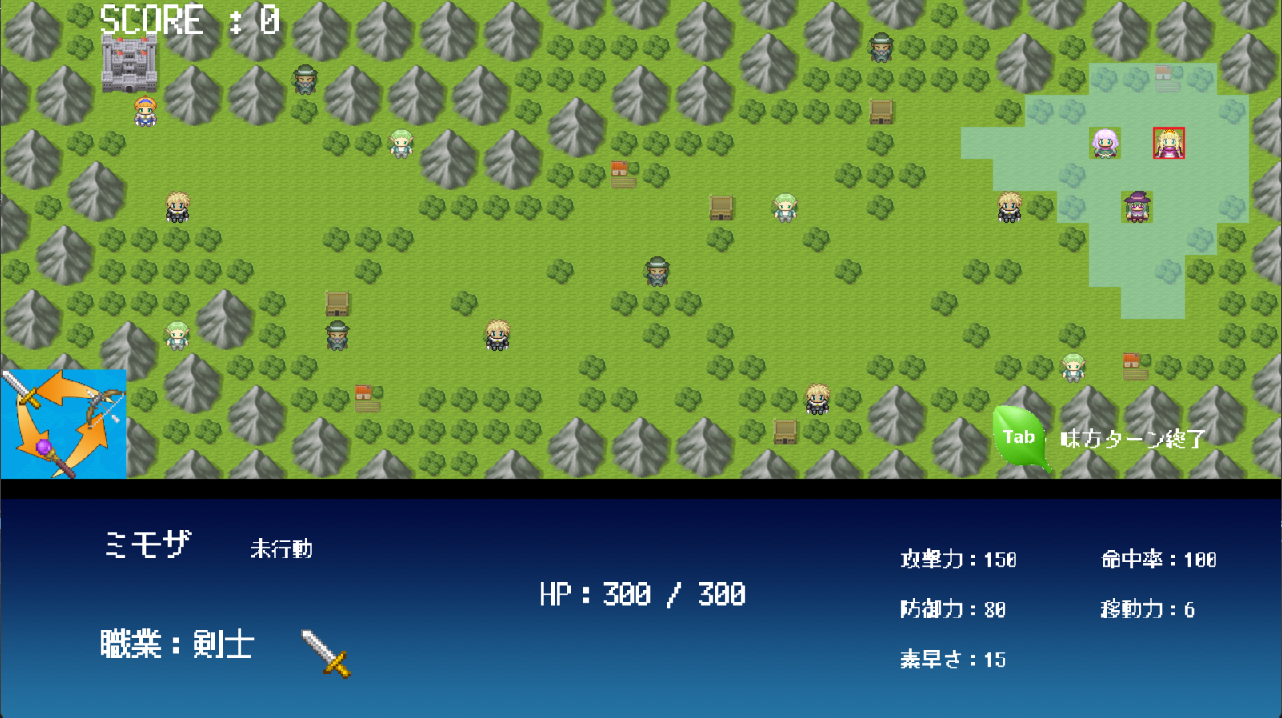 SCORE : 0
Tab 味方ターン終了
ミモザ 未行動
職業：剣士
HP：300 / 300
攻撃力：150 命中率：100
防御力：80 移動力：6
素早さ：15